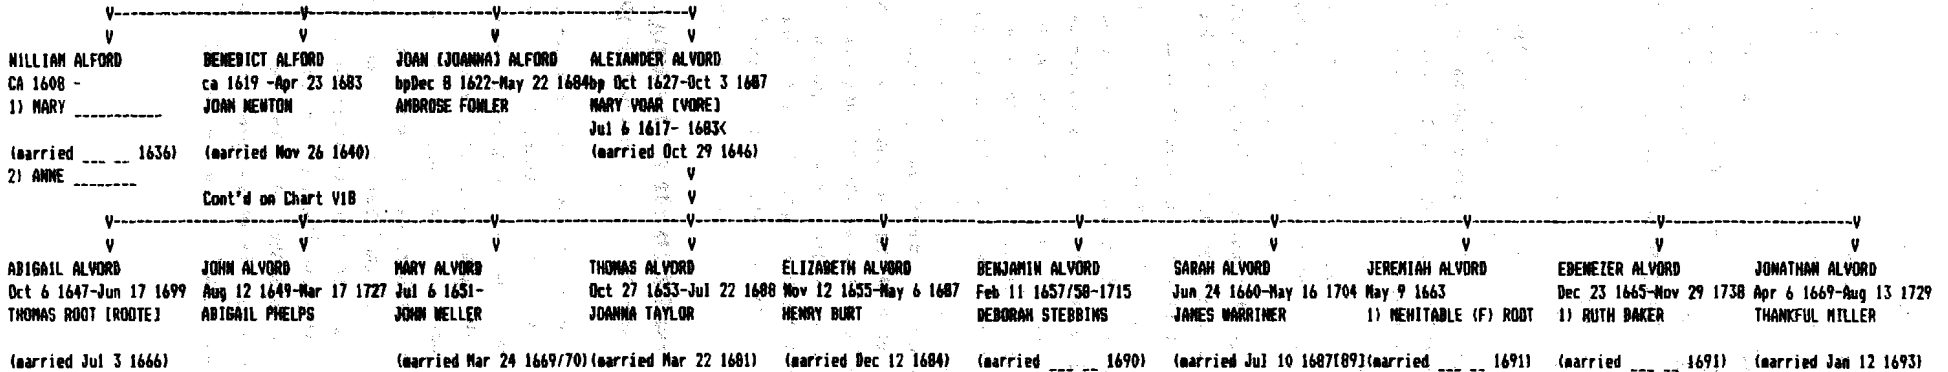 V----------------------V----------------------V----------------------V
V V V V
WILLIAM ALFORD BENEDICT ALFORD JOAN [JOANNA] ALFORD ALEXANDER ALVORD
CA 1608 - ca 1619 -Apr 23 1683 bpDec 8 1622-May 22 1684bp Oct 1627-Oct 3 1687
1) MARY ___________ JOAN NEWTON AMBROSE FOWLER MARY VOAR [VORE]
Jul 6 1617- 1683<
(married ___ __ 1636) (married Nov 26 1640) (married Oct 29 1646)
2) ANNE ________ V
V
Cont'd on Chart V1B V
V----------------------V----------------------V----------------------V----------------------V----------------------V----------------------V----------------------V----------------------V----------------------V
V V V V V V V V V V
ABIGAIL ALVORD JOHN ALVORD MARY ALVORD THOMAS ALVORD ELIZABETH ALVORD BENJAMIN ALVORD SARAH ALVORD JEREMIAH ALVORD EBENEZER ALVORD JONATHAN ALVORD
Oct 6 1647-Jun 17 1699 Aug 12 1649-Mar 17 1727 Jul 6 1651- Oct 27 1653-Jul 22 1688 Nov 12 1655-May 6 1687 Feb 11 1657/58-1715 Jun 24 1660-May 16 1704 May 9 1663 Dec 23 1665-Nov 29 1738 Apr 6 1669-Aug 13 1729
THOMAS ROOT [ROOTE] ABIGAIL PHELPS JOHN WELLER JOANNA TAYLOR HENRY BURT DEBORAH STEBBINS JAMES WARRINER 1) MEHITABLE (F) ROOT 1) RUTH BAKER THANKFUL MILLER
(married Jul 3 1666) (married Mar 24 1669/70) (married Mar 22 1681) (married Dec 12 1684) (married ___ __ 1690) (married Jul 10 1687[89](married ___ __ 1691) (married ___ __ 1691) (married Jan 12 1693)